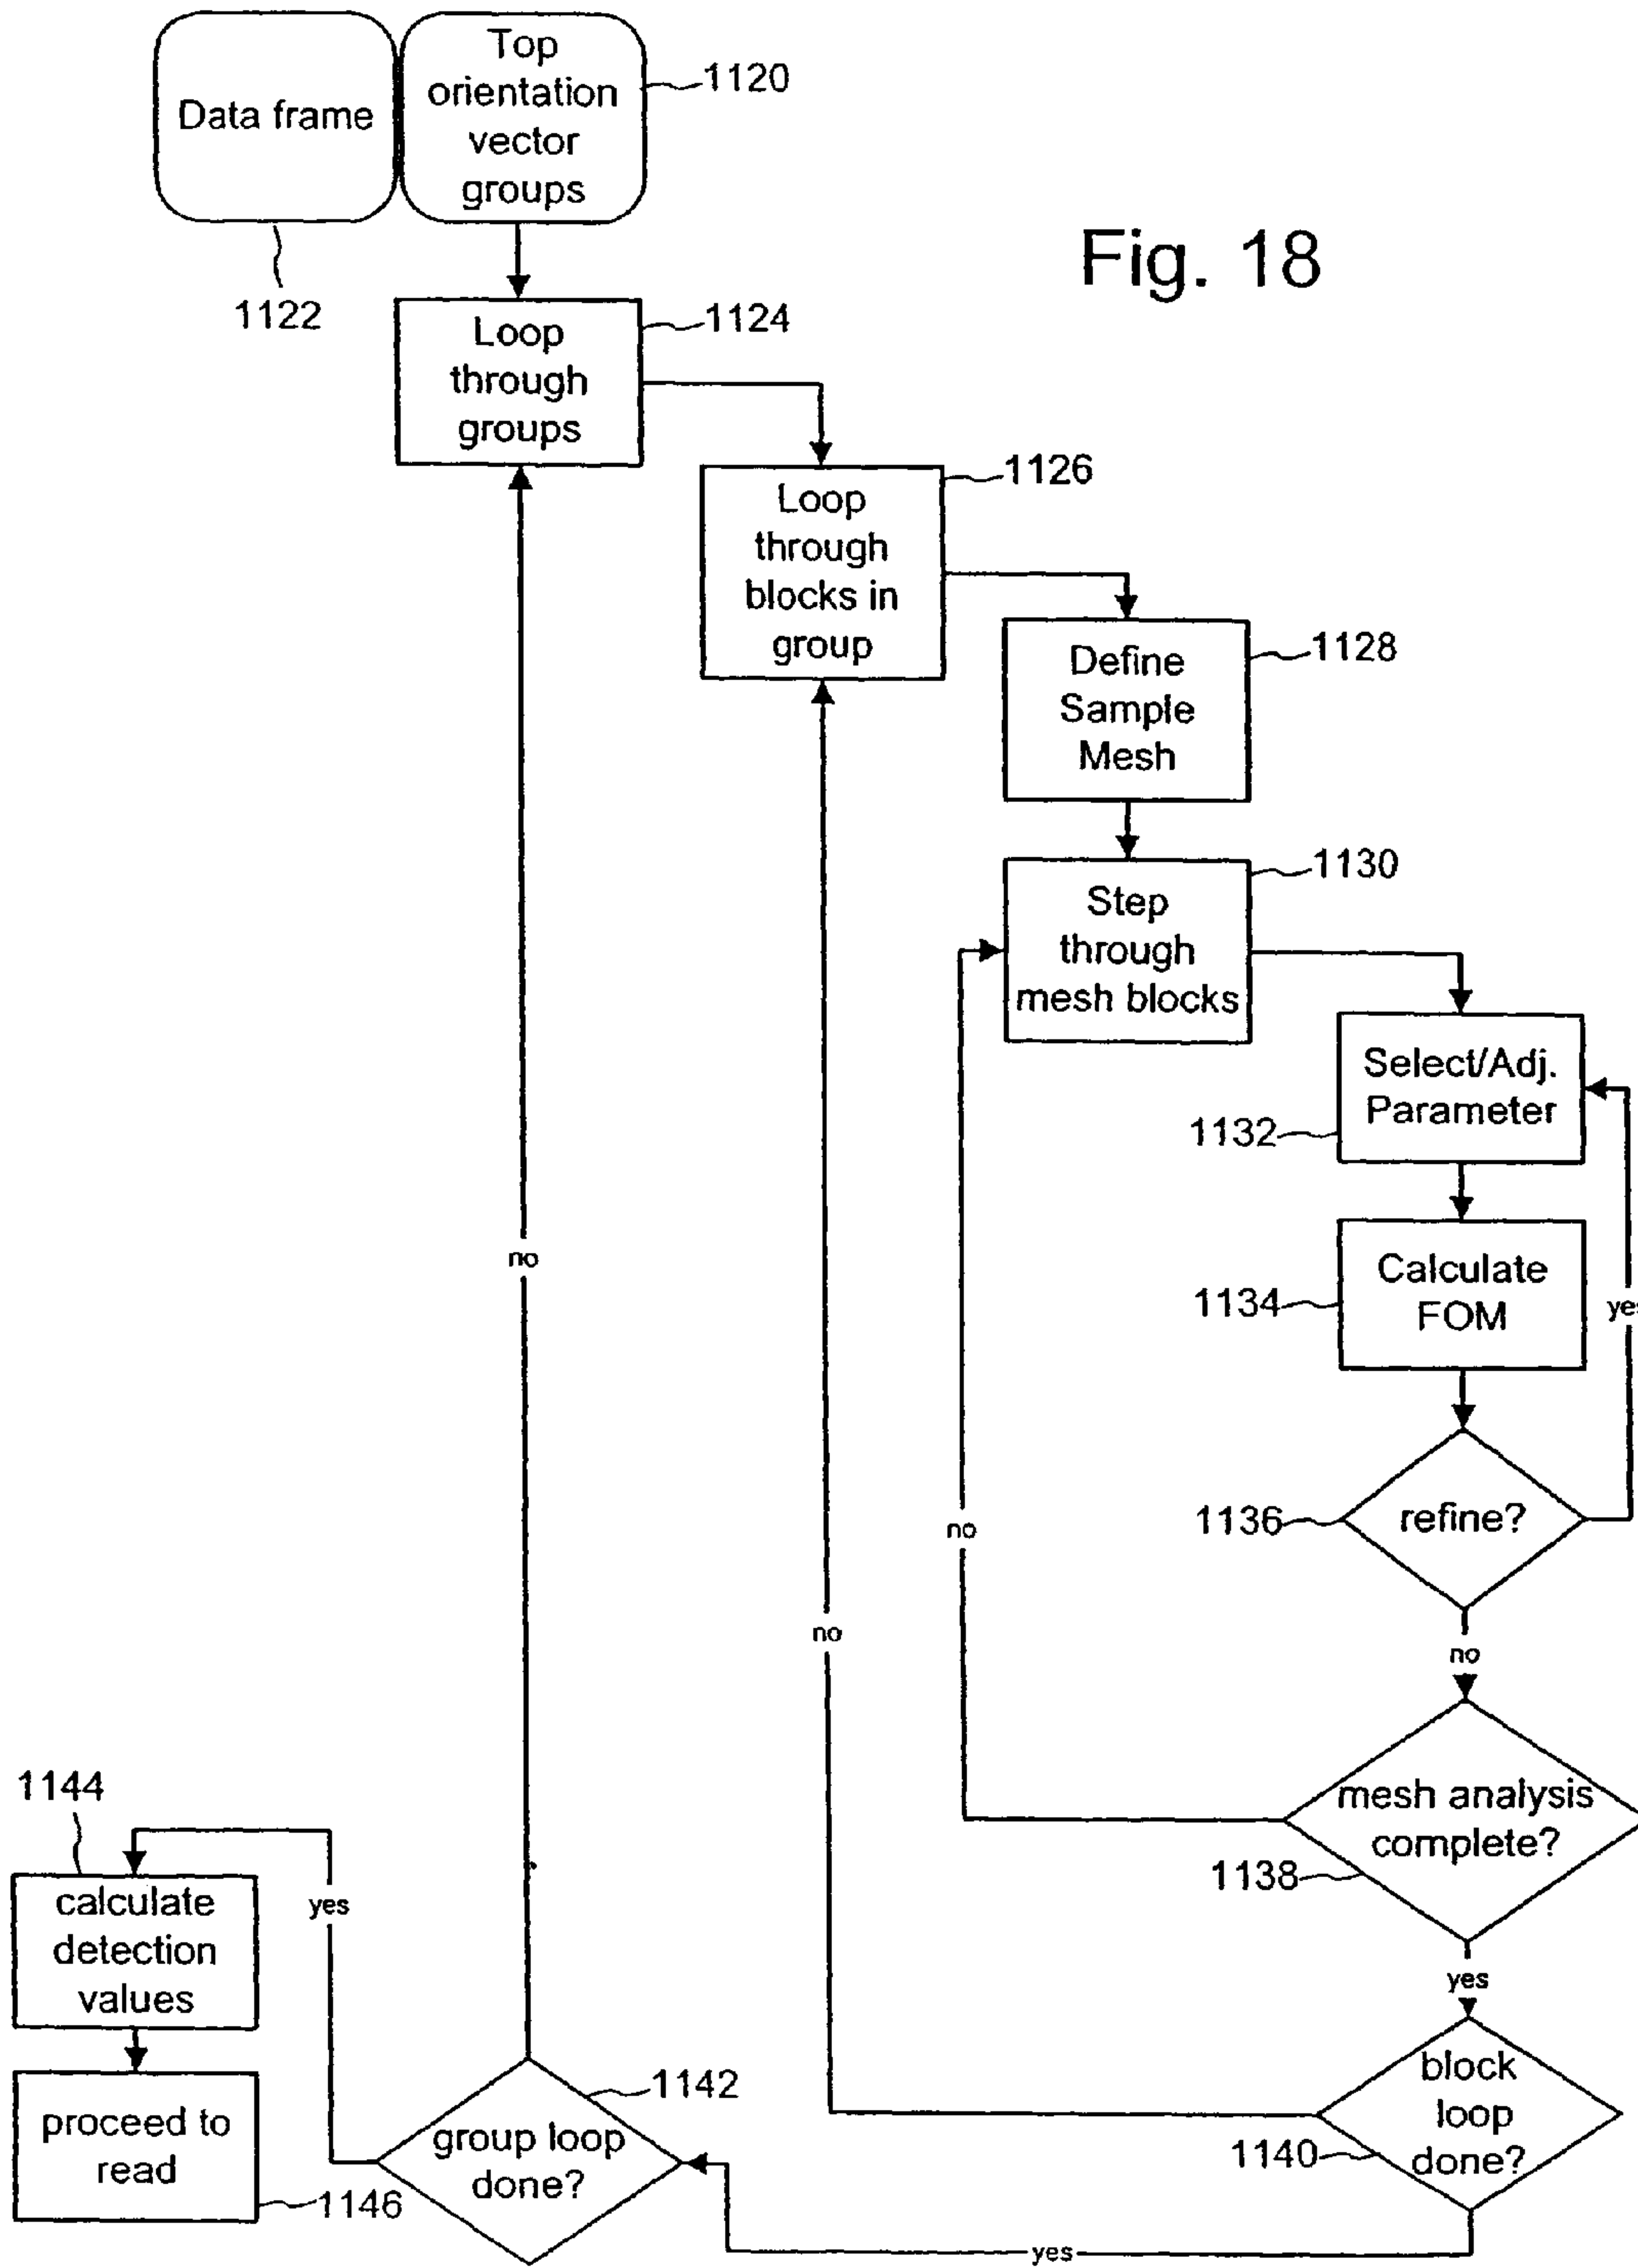 Data frame
Top
orientation
vector
groups
1120
1122
Fig. 18
Loop
through
groups
1124
Loop
through
blocks in
group
1126
Define
Sample
Mesh
1128
Step
through
mesh blocks
1130
Select/Adj.
Parameter
1132
Calculate
FOM
1134
yes
no
refine?
1136
no
no
no
mesh analysis
complete?
1138
yes
1144
calculate
detection
values
yes
block
loop
done?
1140
1142
group loop
done?
proceed to
read
1146
yes